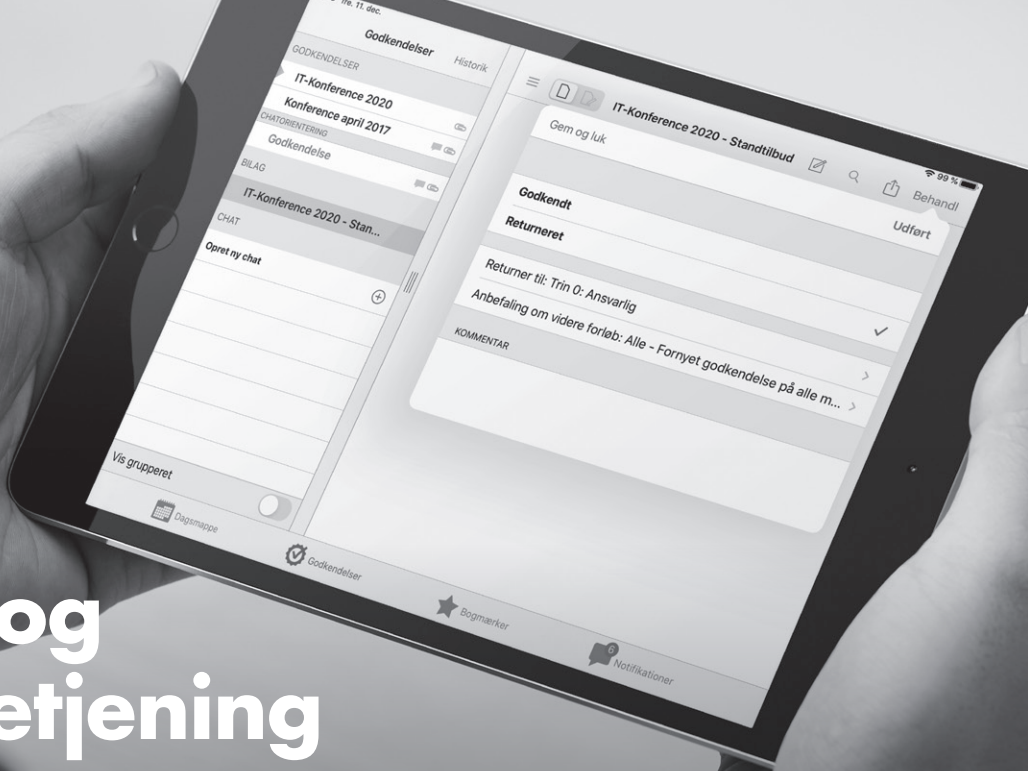 fre. 11. dec.
Godkendelser
Historik
GODKENDELSER
IT-Konference 2020
Konference april 2017
CHATORIENTERING
Godkendelse
BILAG
IT-Konference 2020 - Stan...
CHAT
Opret ny chat
Vis grupperet
IT-Konference 2020 - Standtilbud
99 %
Behandl
Gem og luk
Udført
Godkendt
Returneret
Returner til: Trin 0: Ansvarlig
Anbefaling om videre forløb: Alle - Fornyet godkendelse på alle m...
KOMMENTAR
Dagsmappe
Godkendelser
Bogmærker
6
Notifikationer
og
etjening